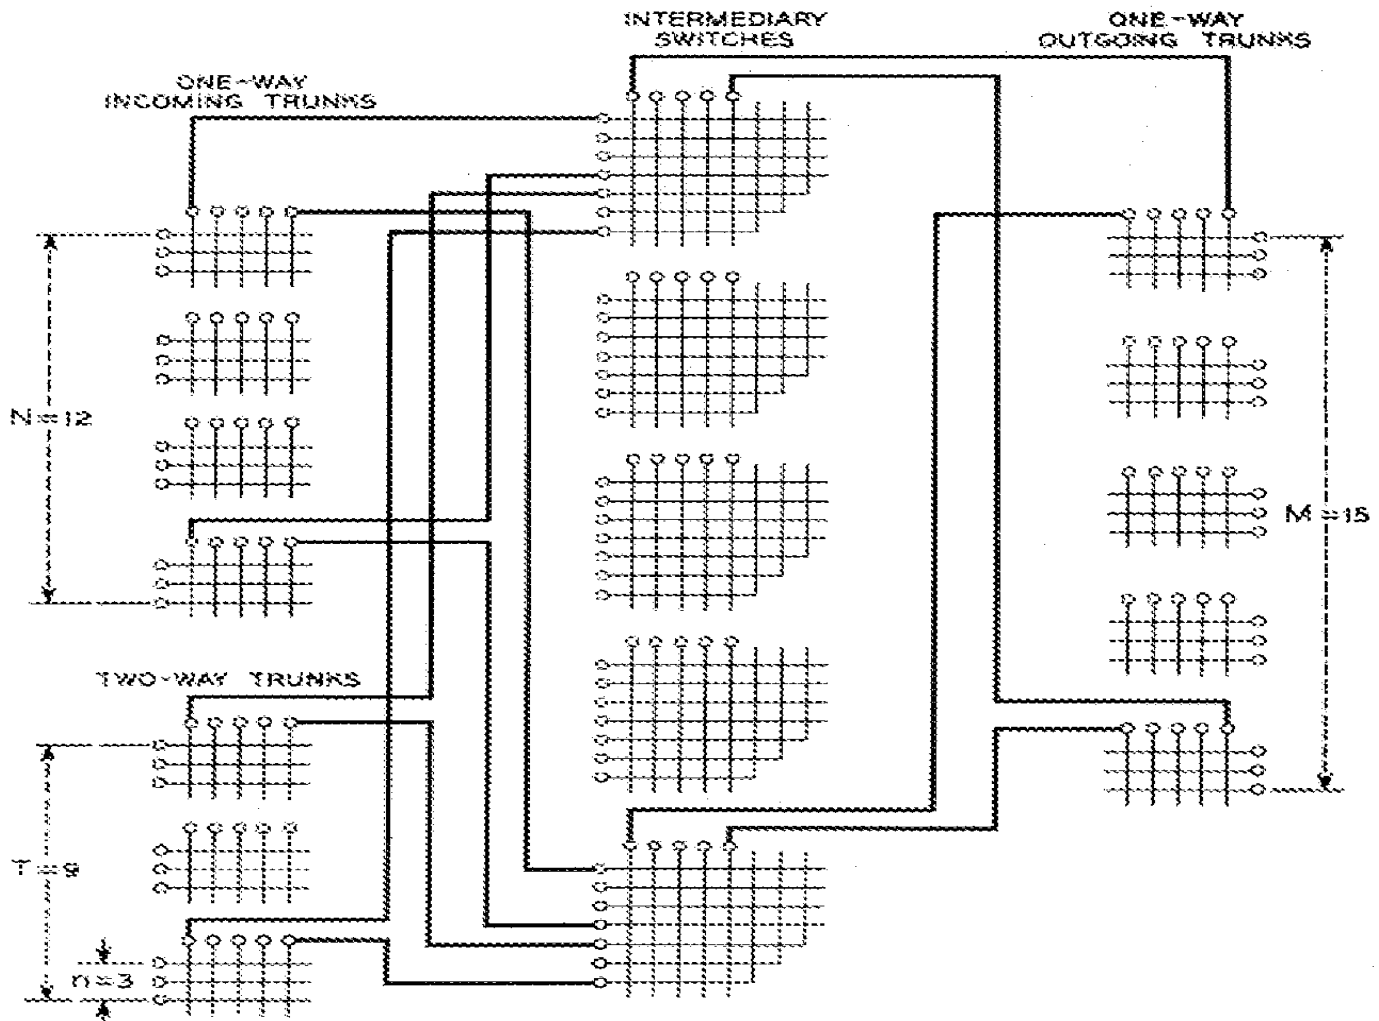 INTERMEDIARY
SWITCHES
ONE-WAY
OUTGOING TRUNKS
ONE-WAY
INCOMING TRUNKS
N=12
M=15
TWO-WAY TRUNKS
T=9
n=3